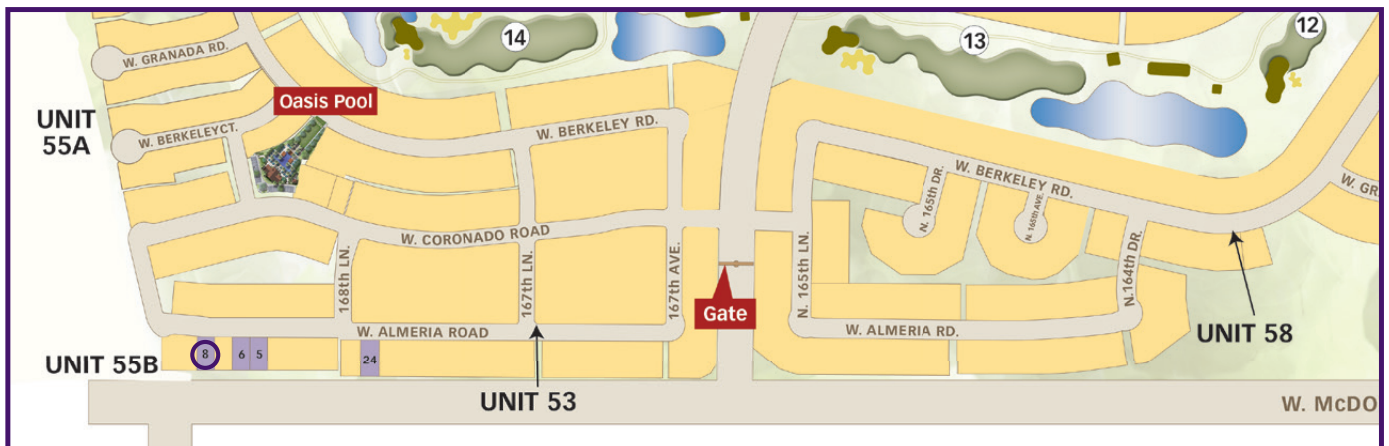 14
13
12
W. GRANADA RD.
UNIT
55A
Oasis Pool
W. BERKELEYCT.
W. BERKELEY RD.
W. BERKELEY RD.
N. 165th DR.
N. 165th AVE.
W. GR
W. CORONADO ROAD
168th LN.
167th LN.
167th AVE.
N. 165th LN.
N.164th DR.
Gate
W. ALMERIA ROAD
W. ALMERIA RD.
UNIT 58
UNIT 55B
8
6
5
24
UNIT 53
W. McDO